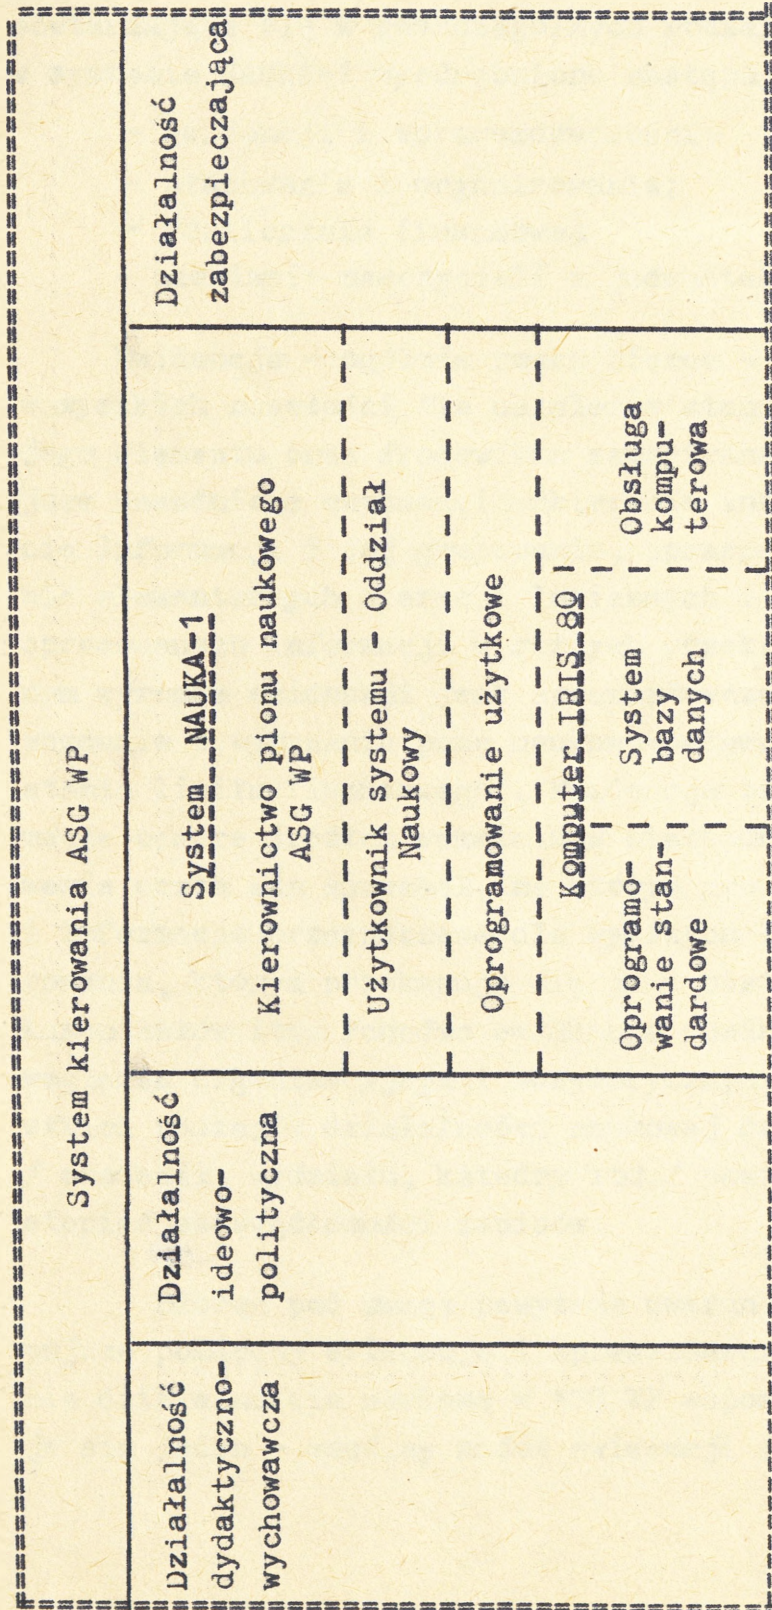 System kierowania ASG WP
Działalność
dydaktyczno-
wychowawcza
Działalność
ideowo-
polityczna
System NAUKA-1
Kierownictwo pionu naukowego
ASG WP
Użytkownik systemu - Oddział
Naukowy
Oprogramowanie użytkowe
Komputer IRIS 80
Oprogramo-
wanie stan-
dardowe
System
bazy
danych
Obsługa
kompu-
terowa
Działalność
zabezpieczająca